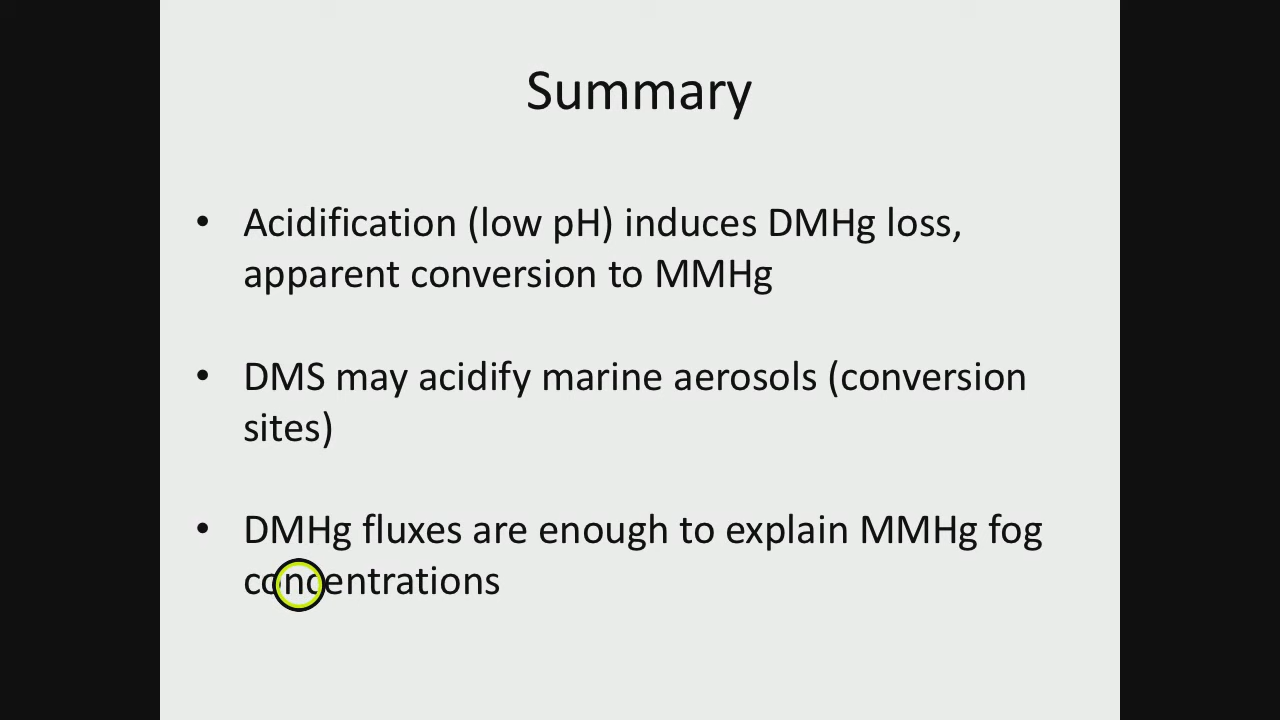 Summary
• Acidification (low pH) induces DMHg loss,
apparent conversion to MMHg
• DMS may acidify marine aerosols (conversion
sites)
• DMHg fluxes are enough to explain MMHg fog
concentrations